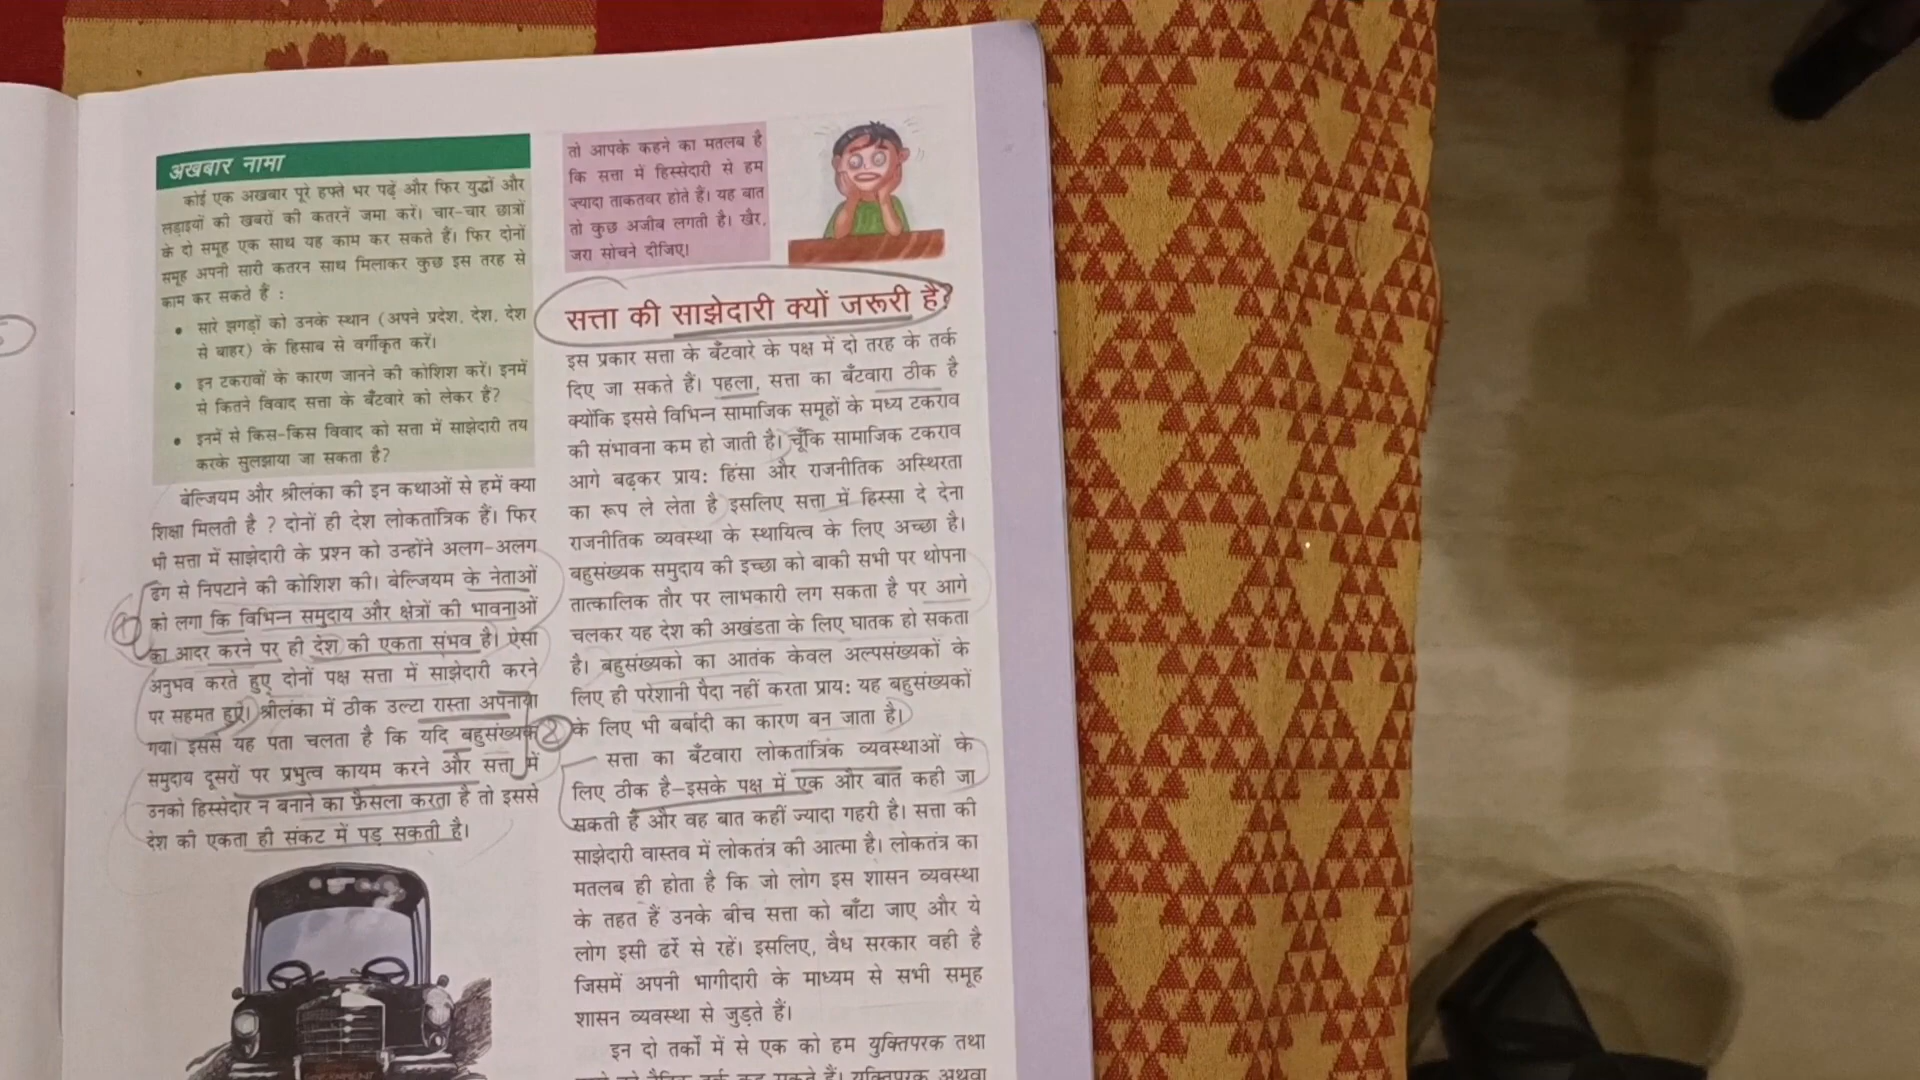 अखबार नामा
कोई एक अखबार पूरे हफ्ते भर पढ़ें और फिर युद्धों और
लड़ाइयों की खबरों की कतरनें जमा करें। चार-चार छात्रों
के दो समूह एक साथ यह काम कर सकते हैं। फिर दोनों
समूह अपनी सारी कतरन साथ मिलाकर कुछ इस तरह से
काम कर सकते हैं :
• सारे झगड़ों को उनके स्थान (अपने प्रदेश, देश, देश
से बाहर) के हिसाब से वर्गीकृत करें।
• इन टकरावों के कारण जानने की कोशिश करें। इनमें
से कितने विवाद सत्ता के बँटवारे को लेकर हैं?
• इनमें से किस-किस विवाद को सत्ता में साझेदारी तय
करके सुलझाया जा सकता है?
बेल्जियम और श्रीलंका की इन कथाओं से हमें क्या
शिक्षा मिलती है ? दोनों ही देश लोकतांत्रिक हैं। फिर
भी सत्ता में साझेदारी के प्रश्न को उन्होंने अलग-अलग
ढंग से निपटाने की कोशिश की। बेल्जियम के नेताओं
को लगा कि विभिन्न समुदाय और क्षेत्रों की भावनाओं
का आदर करने पर ही देश की एकता संभव है। ऐसा
अनुभव करते हुए दोनों पक्ष सत्ता में साझेदारी करने
पर सहमत हुए। श्रीलंका में ठीक उल्टा रास्ता अपनाया
गया। इससे यह पता चलता है कि यदि बहुसंख्यक
समुदाय दूसरों पर प्रभुत्व कायम करने और सत्ता में
उनको हिस्सेदार न बनाने का फ़ैसला करता है तो इससे
देश की एकता ही संकट में पड़ सकती है।
तो आपके कहने का मतलब है
कि सत्ता में हिस्सेदारी से हम
ज्यादा ताकतवर होते हैं। यह बात
तो कुछ अजीब लगती है। खैर,
जरा सोचने दीजिए।
सत्ता की साझेदारी क्यों जरूरी है?
इस प्रकार सत्ता के बँटवारे के पक्ष में दो तरह के तर्क
दिए जा सकते हैं। पहला, सत्ता का बँटवारा ठीक है
क्योंकि इससे विभिन्न सामाजिक समूहों के मध्य टकराव
की संभावना कम हो जाती है। चूँकि सामाजिक टकराव
आगे बढ़कर प्राय: हिंसा और राजनीतिक अस्थिरता
का रूप ले लेता है इसलिए सत्ता में हिस्सा दे देना
राजनीतिक व्यवस्था के स्थायित्व के लिए अच्छा है।
बहुसंख्यक समुदाय की इच्छा को बाकी सभी पर थोपना
तात्कालिक तौर पर लाभकारी लग सकता है पर आगे
चलकर यह देश की अखंडता के लिए घातक हो सकता
है। बहुसंख्यको का आतंक केवल अल्पसंख्यकों के
लिए ही परेशानी पैदा नहीं करता प्राय: यह बहुसंख्यकों
के लिए भी बर्बादी का कारण बन जाता है।
सत्ता का बँटवारा लोकतांत्रिक व्यवस्थाओं के
लिए ठीक है-इसके पक्ष में एक और बात कही जा
सकती है और वह बात कहीं ज्यादा गहरी है। सत्ता की
साझेदारी वास्तव में लोकतंत्र की आत्मा है। लोकतंत्र का
मतलब ही होता है कि जो लोग इस शासन व्यवस्था
के तहत हैं उनके बीच सत्ता को बाँटा जाए और ये
लोग इसी ढर्रे से रहें। इसलिए, वैध सरकार वही है
जिसमें अपनी भागीदारी के माध्यम से सभी समूह
शासन व्यवस्था से जुड़ते हैं।
इन दो तर्कों में से एक को हम युक्तिपरक तथा